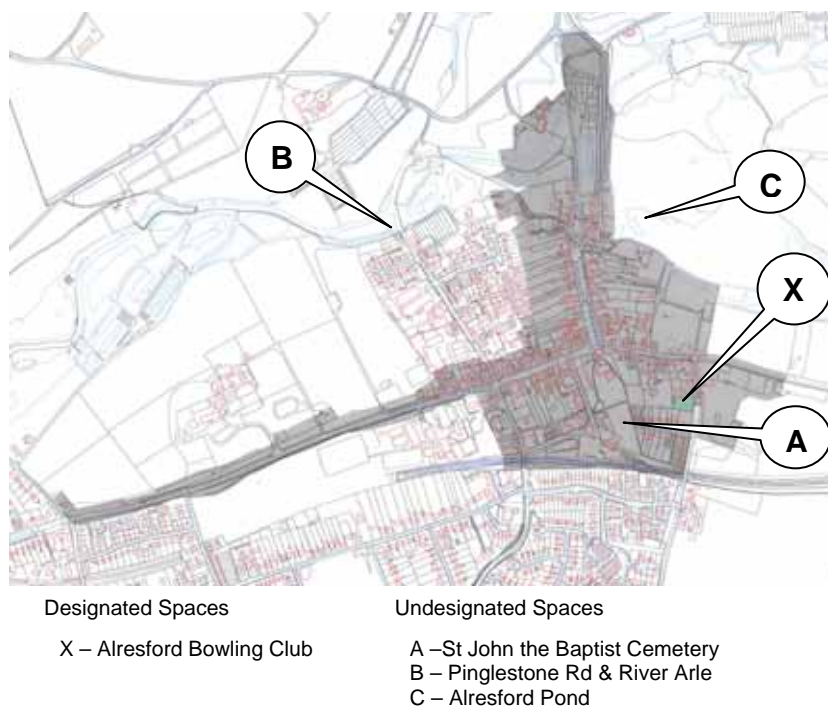 B
C
X
A
Designated Spaces
X – Alresford Bowling Club
Undesignated Spaces
A –St John the Baptist Cemetery
B – Pinglestone Rd & River Arle
C – Alresford Pond